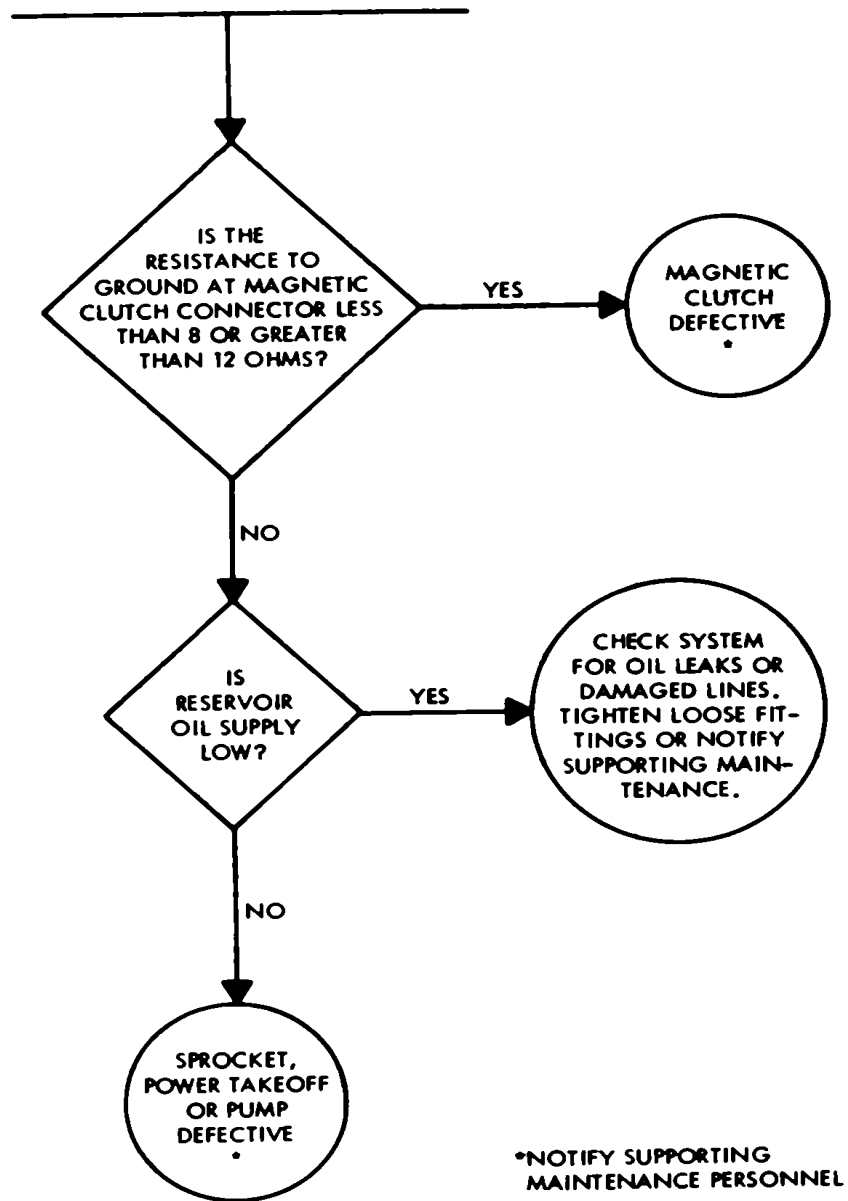 IS THE
RESISTANCE TO
GROUND AT MAGNETIC
CLUTCH CONNECTOR LESS
THAN 8 OR GREATER
THAN 12 OHMS?
YES
MAGNETIC
CLUTCH
DEFECTIVE
*
NO
IS
RESERVOIR
OIL SUPPLY
LOW?
YES
CHECK SYSTEM
FOR OIL LEAKS OR
DAMAGED LINES.
TIGHTEN LOOSE FIT-
TINGS OR NOTIFY
SUPPORTING MAIN-
TENANCE.
NO
SPROCKET,
POWER TAKEOFF
OR PUMP
DEFECTIVE
*
*NOTIFY SUPPORTING
MAINTENANCE PERSONNEL